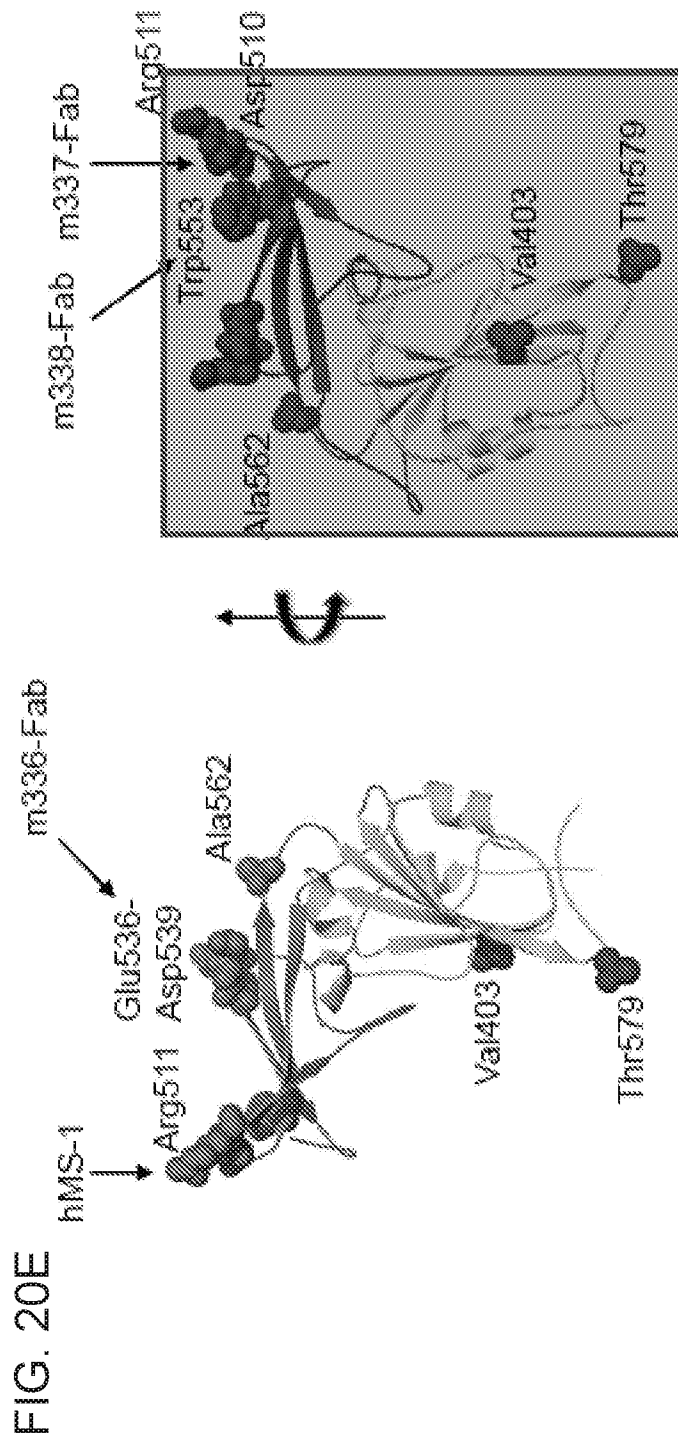 FIG. 20E
hMS-1
Arg511
Glu536-
Asp539
m336-Fab
Ala562
Val403
Thr579
m338-Fab
m337-Fab
Trp553
Arg511
Asp510
Ala562
Val403
Thr579